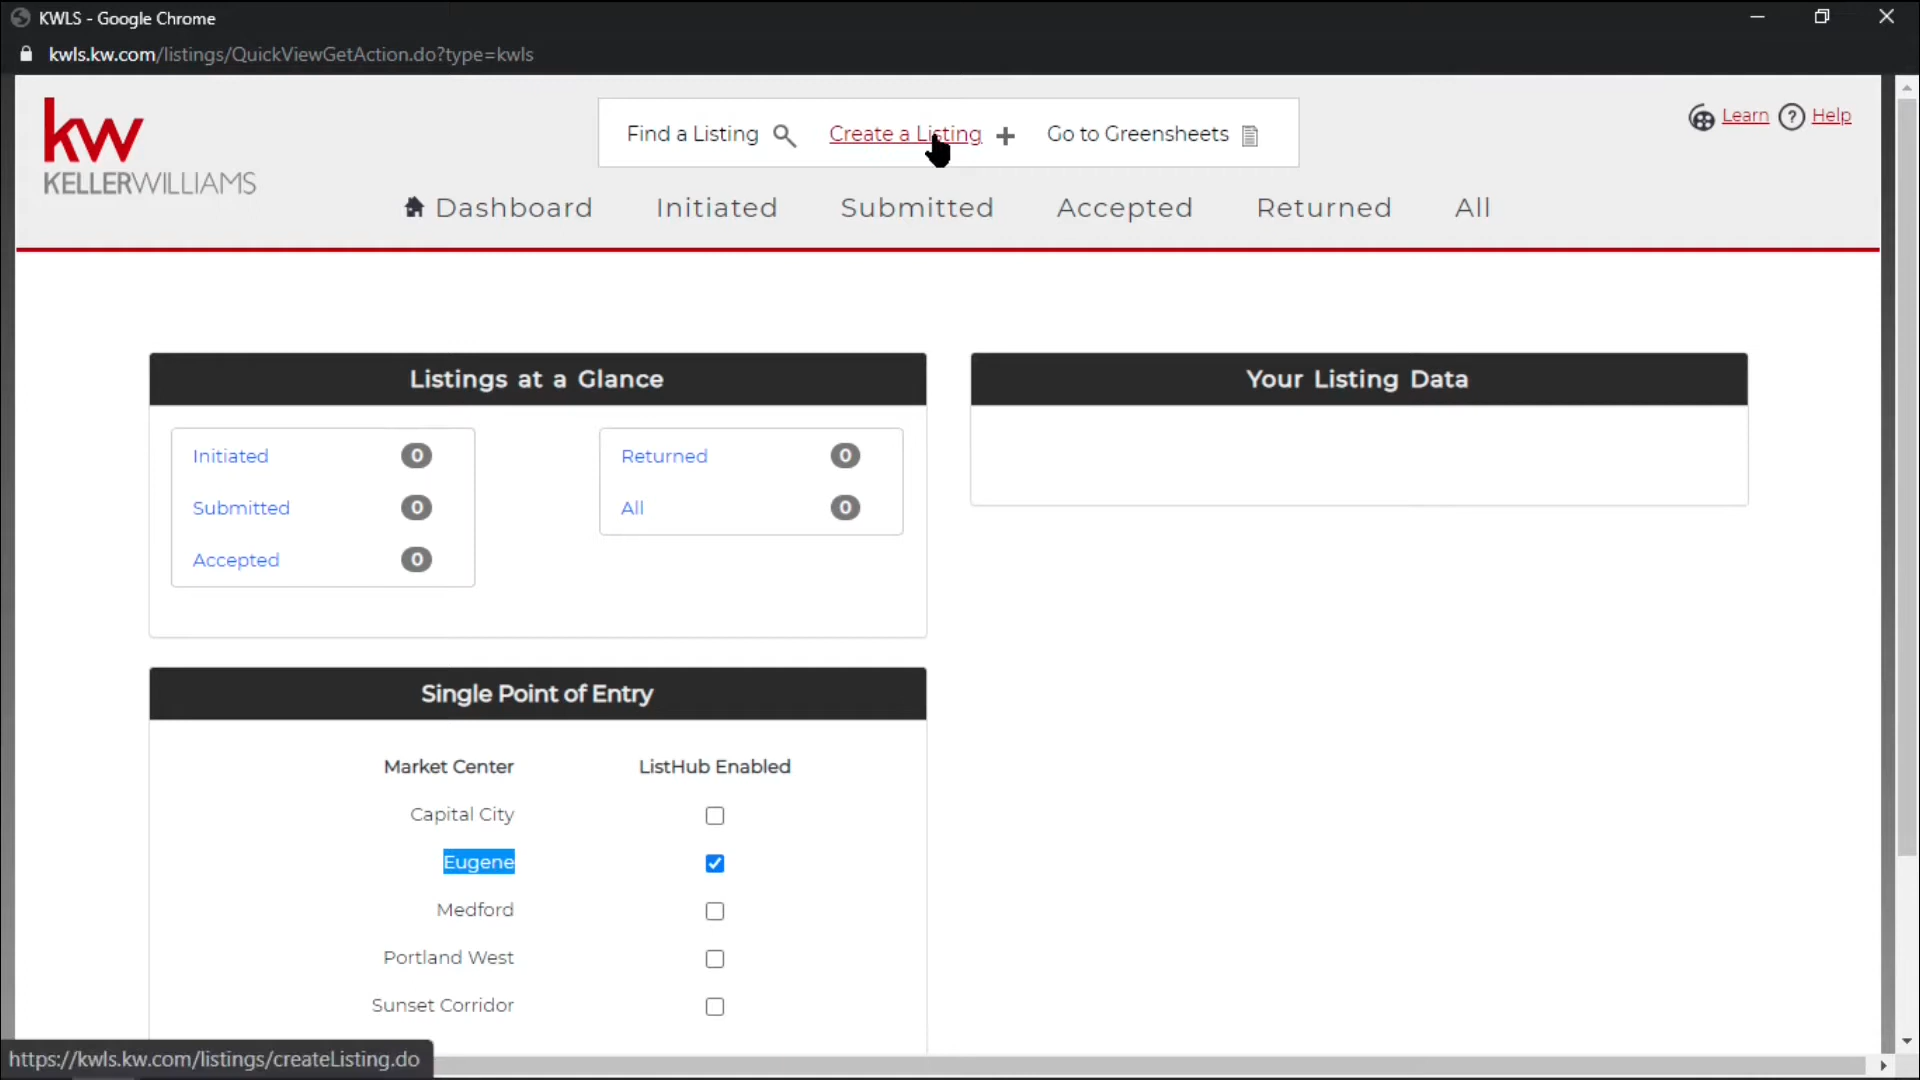 KWLS - Google Chrome
kwls.kw.com/listings/QuickViewGetAction.do?type=kwls
kw
KELLERWILLIAMS
Find a Listing Create a Listing Go to Greensheets
Learn ? Help
Dashboard Initiated Submitted Accepted Returned All
Listings at a Glance
Initiated 0
Submitted 0
Accepted 0
Returned 0
All 0
Your Listing Data
Single Point of Entry
Market Center ListHub Enabled
Capital City
Eugene
Medford
Portland West
Sunset Corridor
https://kwls.kw.com/listings/createListing.do